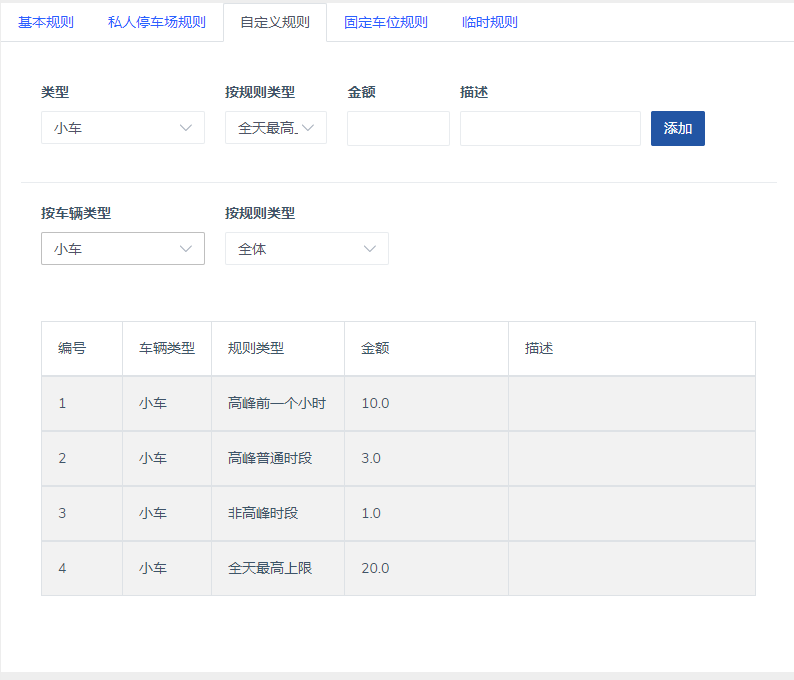 基本规则 私人停车场规则 自定义规则 固定车位规则 临时规则
类型 按规则类型 金额 描述
小车 全天最高上 添加
按车辆类型 按规则类型
小车 全体
编号 车辆类型 规则类型 金额 描述
1 小车 高峰前一个小时 10.0
2 小车 高峰普通时段 3.0
3 小车 非高峰时段 1.0
4 小车 全天最高上限 20.0